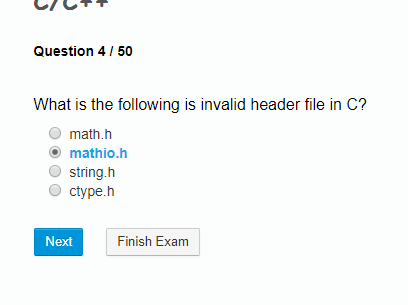 C/C++
Question 4 / 50
What is the following is invalid header file in C?
math.h
mathio.h
string.h
ctype.h
Next
Finish Exam